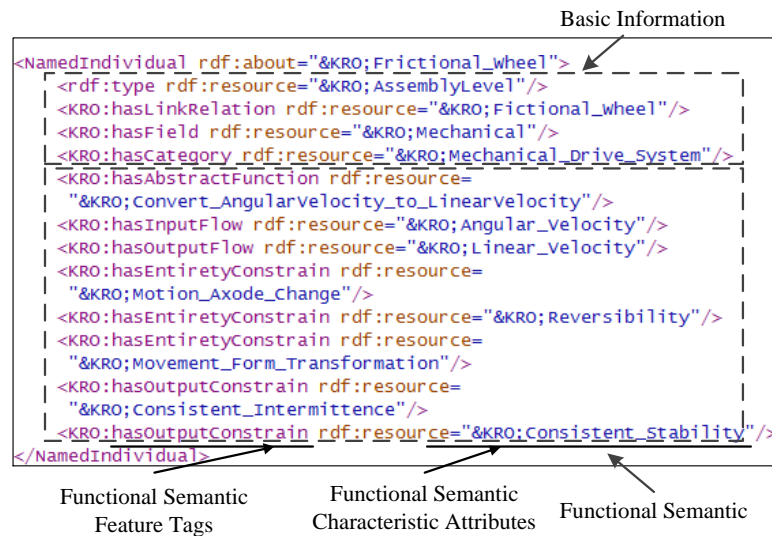 Basic Information
<NamedIndividual rdf:about="&KRO;Frictional_Wheel">
<rdf:type rdf:resource="&KRO;AssemblyLevel"/>
<KRO:hasLinkRelation rdf:resource="&KRO;Fictional_Wheel"/>
<KRO:hasField rdf:resource="&KRO;Mechanical"/>
<KRO:hasCategory rdf:resource="&KRO;Mechanical_Drive_System"/>
<KRO:hasAbstractFunction rdf:resource=
"&KRO;Convert_AngularVelocity_to_LinearVelocity"/>
<KRO:hasInputFlow rdf:resource="&KRO;Angular_Velocity"/>
<KRO:hasOutputFlow rdf:resource="&KRO;Linear_Velocity"/>
<KRO:hasEntiretyConstrain rdf:resource=
"&KRO;Motion_Axode_Change"/>
<KRO:hasEntiretyConstrain rdf:resource="&KRO;Reversibility"/>
<KRO:hasEntiretyConstrain rdf:resource=
"&KRO;Movement_Form_Transformation"/>
<KRO:hasOutputConstrain rdf:resource=
"&KRO;Consistent_Intermittence"/>
<KRO:hasOutputConstrain rdf:resource="&KRO;Consistent_Stability"/>
</NamedIndividual>
Functional Semantic
Feature Tags
Functional Semantic
Characteristic Attributes
Functional Semantic